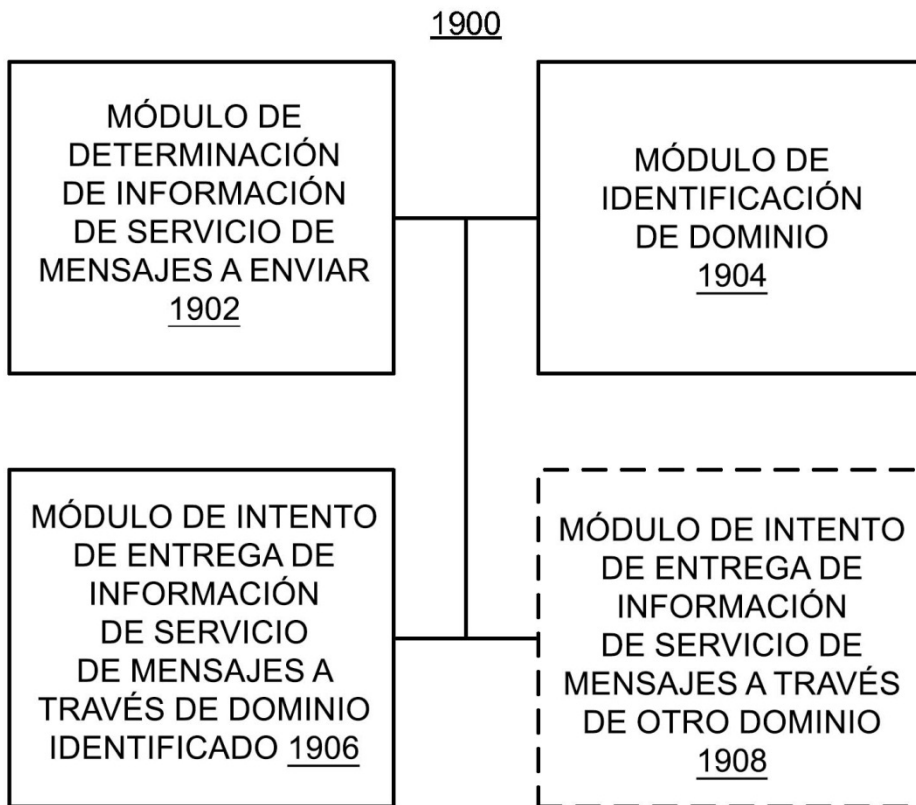 1900
MÓDULO DE
DETERMINACIÓN
DE INFORMACIÓN
DE SERVICIO DE
MENSAJES A ENVIAR
1902
MÓDULO DE
IDENTIFICACIÓN
DE DOMINIO
1904
MÓDULO DE INTENTO
DE ENTREGA DE
INFORMACIÓN
DE SERVICIO
DE MENSAJES A
TRAVÉS DE DOMINIO
IDENTIFICADO 1906
MÓDULO DE INTENTO
DE ENTREGA DE
INFORMACIÓN
DE SERVICIO DE
MENSAJES A TRAVÉS
DE OTRO DOMINIO
1908